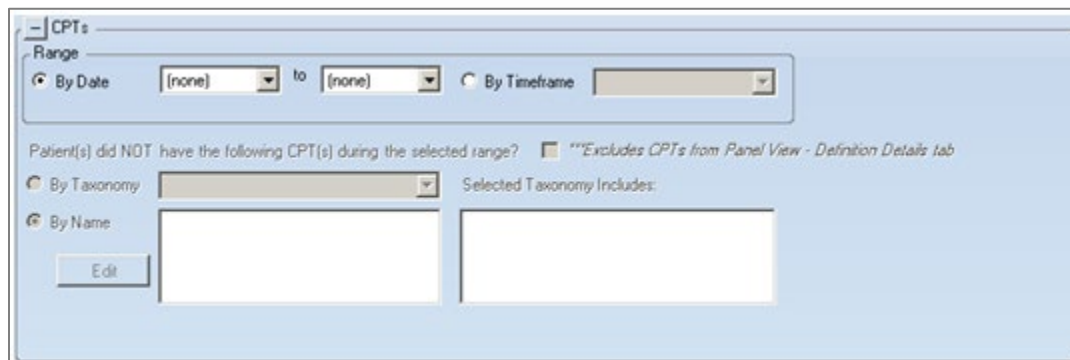 CPTs
Range
By Date (none) to (none) By Timeframe
Patient(s) did NOT have the following CPT(s) during the selected range? ***Excludes CPTs from Panel View - Definition Details tab
By Taxonomy Selected Taxonomy Includes:
By Name
Edit